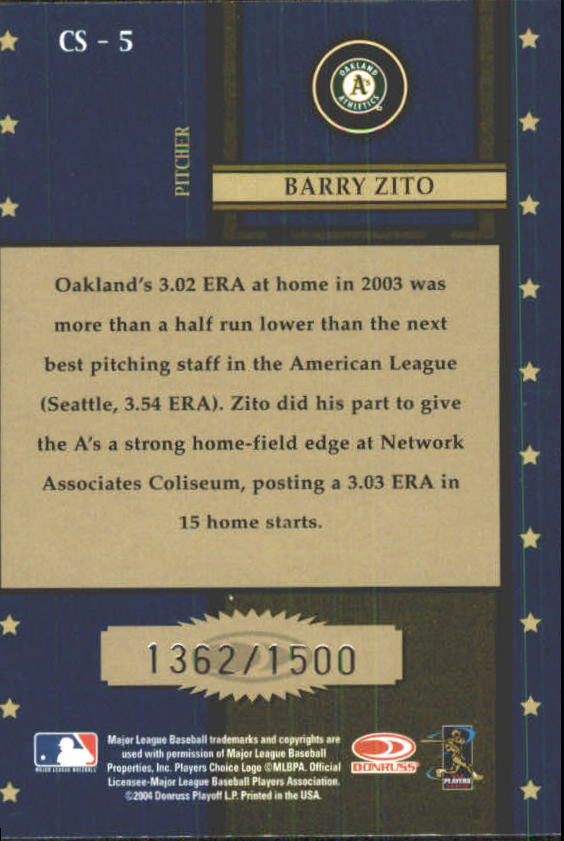 CS - 5
OAKLAND
A's
ATHLETICS
PITCHER
BARRY ZITO
Oakland's 3.02 ERA at home in 2003 was
more than a half run lower than the next
best pitching staff in the American League
(Seattle, 3.54 ERA). Zito did his part to give
the A's a strong home-field edge at Network
Associates Coliseum, posting a 3.03 ERA in
15 home starts.
1362/1500
Major League Baseball trademarks and copyrights are
used with permission of Major League Baseball
Properties, Inc. Players Choice Logo ©MLBPA. Official
Licensee-Major League Baseball Players Association.
©2004 Donruss Playoff L.P. Printed in the USA.
MAJOR LEAGUE BASEBALL
DONRUSS
PLAYERS